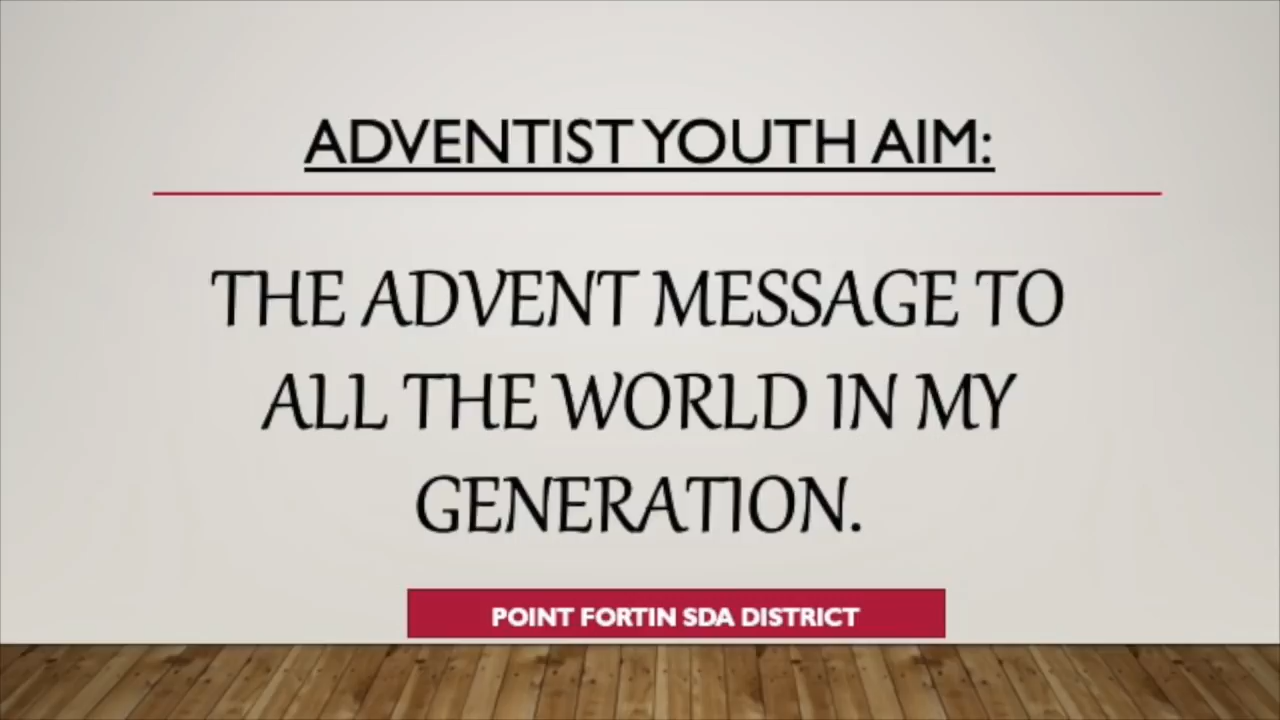 ADVENTIST YOUTH AIM:
THE ADVENT MESSAGE TO
ALL THE WORLD IN MY
GENERATION.
POINT FORTIN SDA DISTRICT